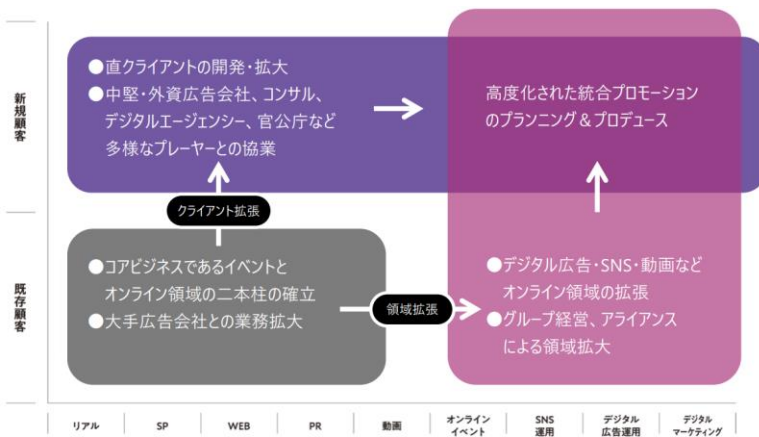 新規顧客
●直クライアントの開発・拡大
●中堅・外資広告会社、コンサル、
デジタルエージェンシー、官公庁など
多様なプレーヤーとの協業
高度化された統合プロモーション
のプランニング＆プロデュース
クライアント拡張
既存顧客
●コアビジネスであるイベントと
オンライン領域の二本柱の確立
●大手広告会社との業務拡大
領域拡張
●デジタル広告・SNS・動画など
オンライン領域の拡張
●グループ経営、アライアンス
による領域拡大
リアル
SP
WEB
PR
動画
オンライン
イベント
SNS
運用
デジタル
広告運用
デジタル
マーケティング